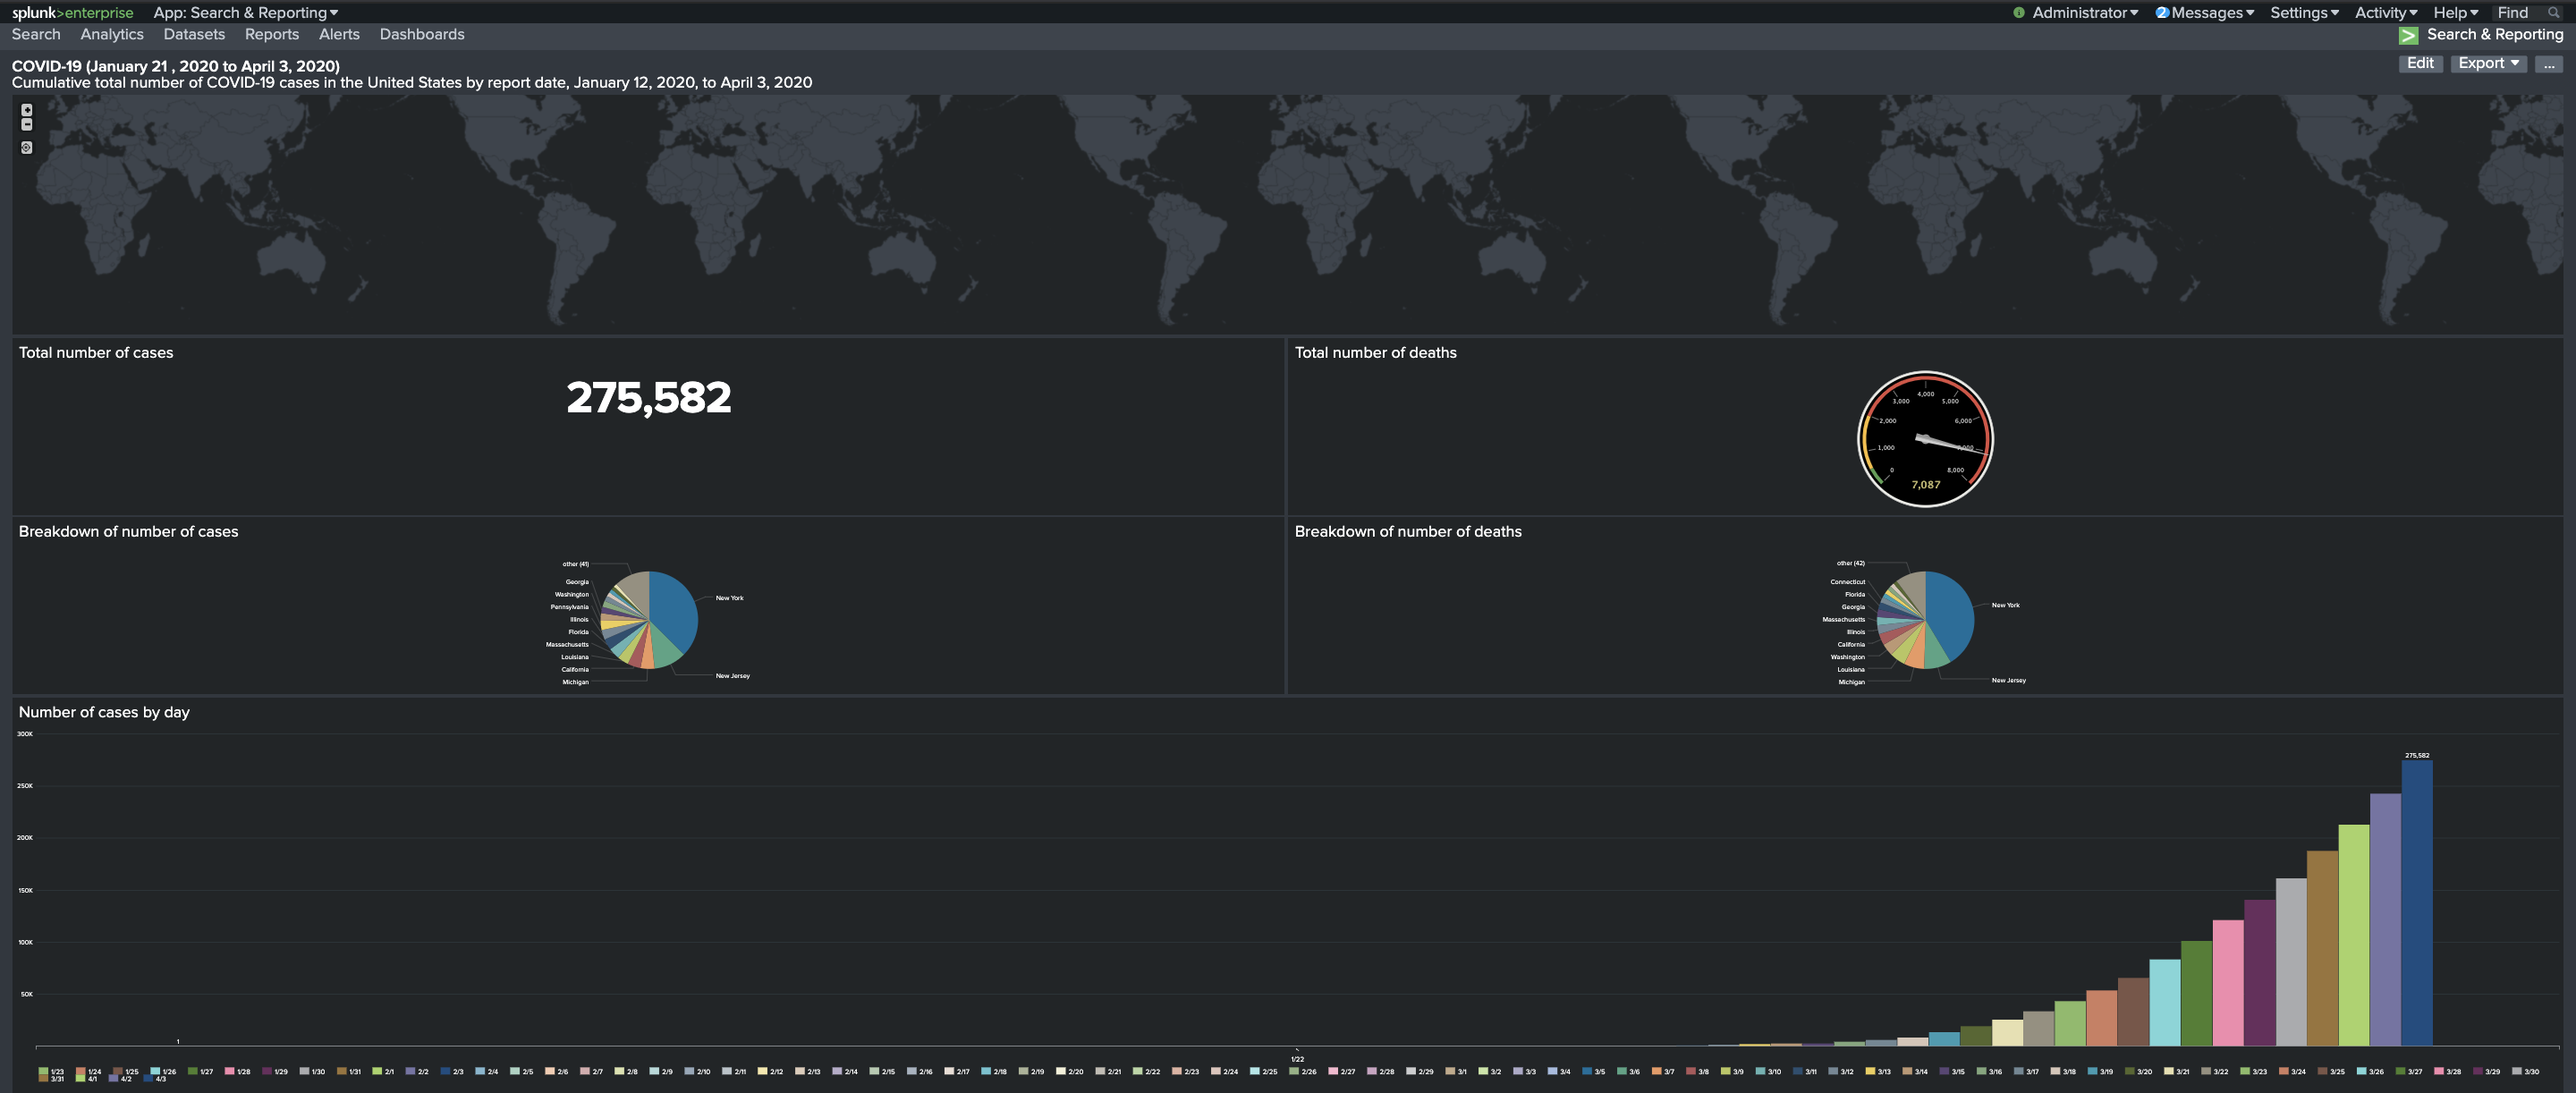 splunk>enterprise App: Search & Reporting Administrator 2 Messages Settings Activity Help Find
Search Analytics Datasets Reports Alerts Dashboards Search & Reporting
COVID-19 (January 21 , 2020 to April 3, 2020) Edit Export ...
Cumulative total number of COVID-19 cases in the United States by report date, January 12, 2020, to April 3, 2020
Total number of cases
275,582
Total number of deaths
4,000
3,000 5,000
2,000 6,000
1,000 7,000
0 8,000
7,087
Breakdown of number of cases
other (41)
Georgia
Washington
Pennsylvania
Illinois
Florida
Massachusetts
Louisiana
California
Michigan
New York
New Jersey
Breakdown of number of deaths
other (42)
Connecticut
Florida
Georgia
Massachusetts
Illinois
California
Washington
Louisiana
Michigan
New York
New Jersey
Number of cases by day
300K
275,582
250K
200K
150K
100K
50K
1
1/22
1/23 1/24 1/25 1/26 1/27 1/28 1/29 1/30 1/31 2/1 2/2 2/3 2/4 2/5 2/6 2/7 2/8 2/9 2/10 2/11 2/12 2/13 2/14 2/15 2/16 2/17 2/18 2/19 2/20 2/21 2/22 2/23 2/24 2/25 2/26 2/27 2/28 2/29 3/1 3/2 3/3 3/4 3/5 3/6 3/7 3/8 3/9 3/10 3/11 3/12 3/13 3/14 3/15 3/16 3/17 3/18 3/19 3/20 3/21 3/22 3/23 3/24 3/25 3/26 3/27 3/28 3/29 3/30
3/31 4/1 4/2 4/3